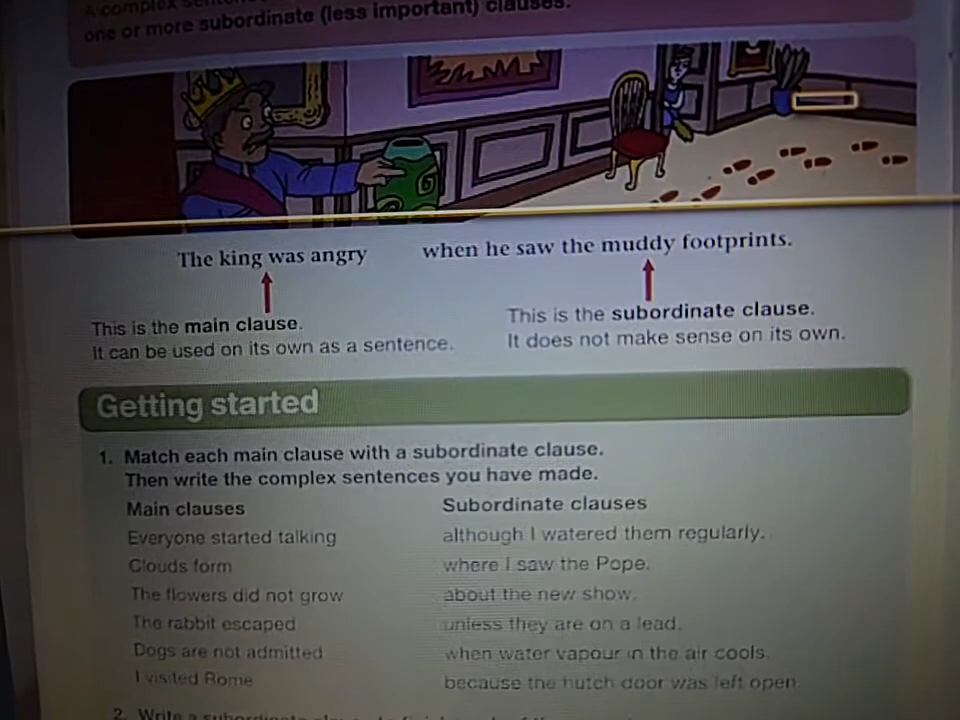 A complex
one or more subordinate (less important) clauses.
The king was angry when he saw the muddy footprints.
This is the main clause.
It can be used on its own as a sentence.
This is the subordinate clause.
It does not make sense on its own.
Getting started
1. Match each main clause with a subordinate clause.
Then write the complex sentences you have made.
Main clauses Subordinate clauses
Everyone started talking although I watered them regularly.
Clouds form where I saw the Pope.
The flowers did not grow about the new show.
The rabbit escaped unless they are on a lead.
Dogs are not admitted when water vapour in the air cools.
I visited Rome because the hutch door was left open.
2. Write a subordinate